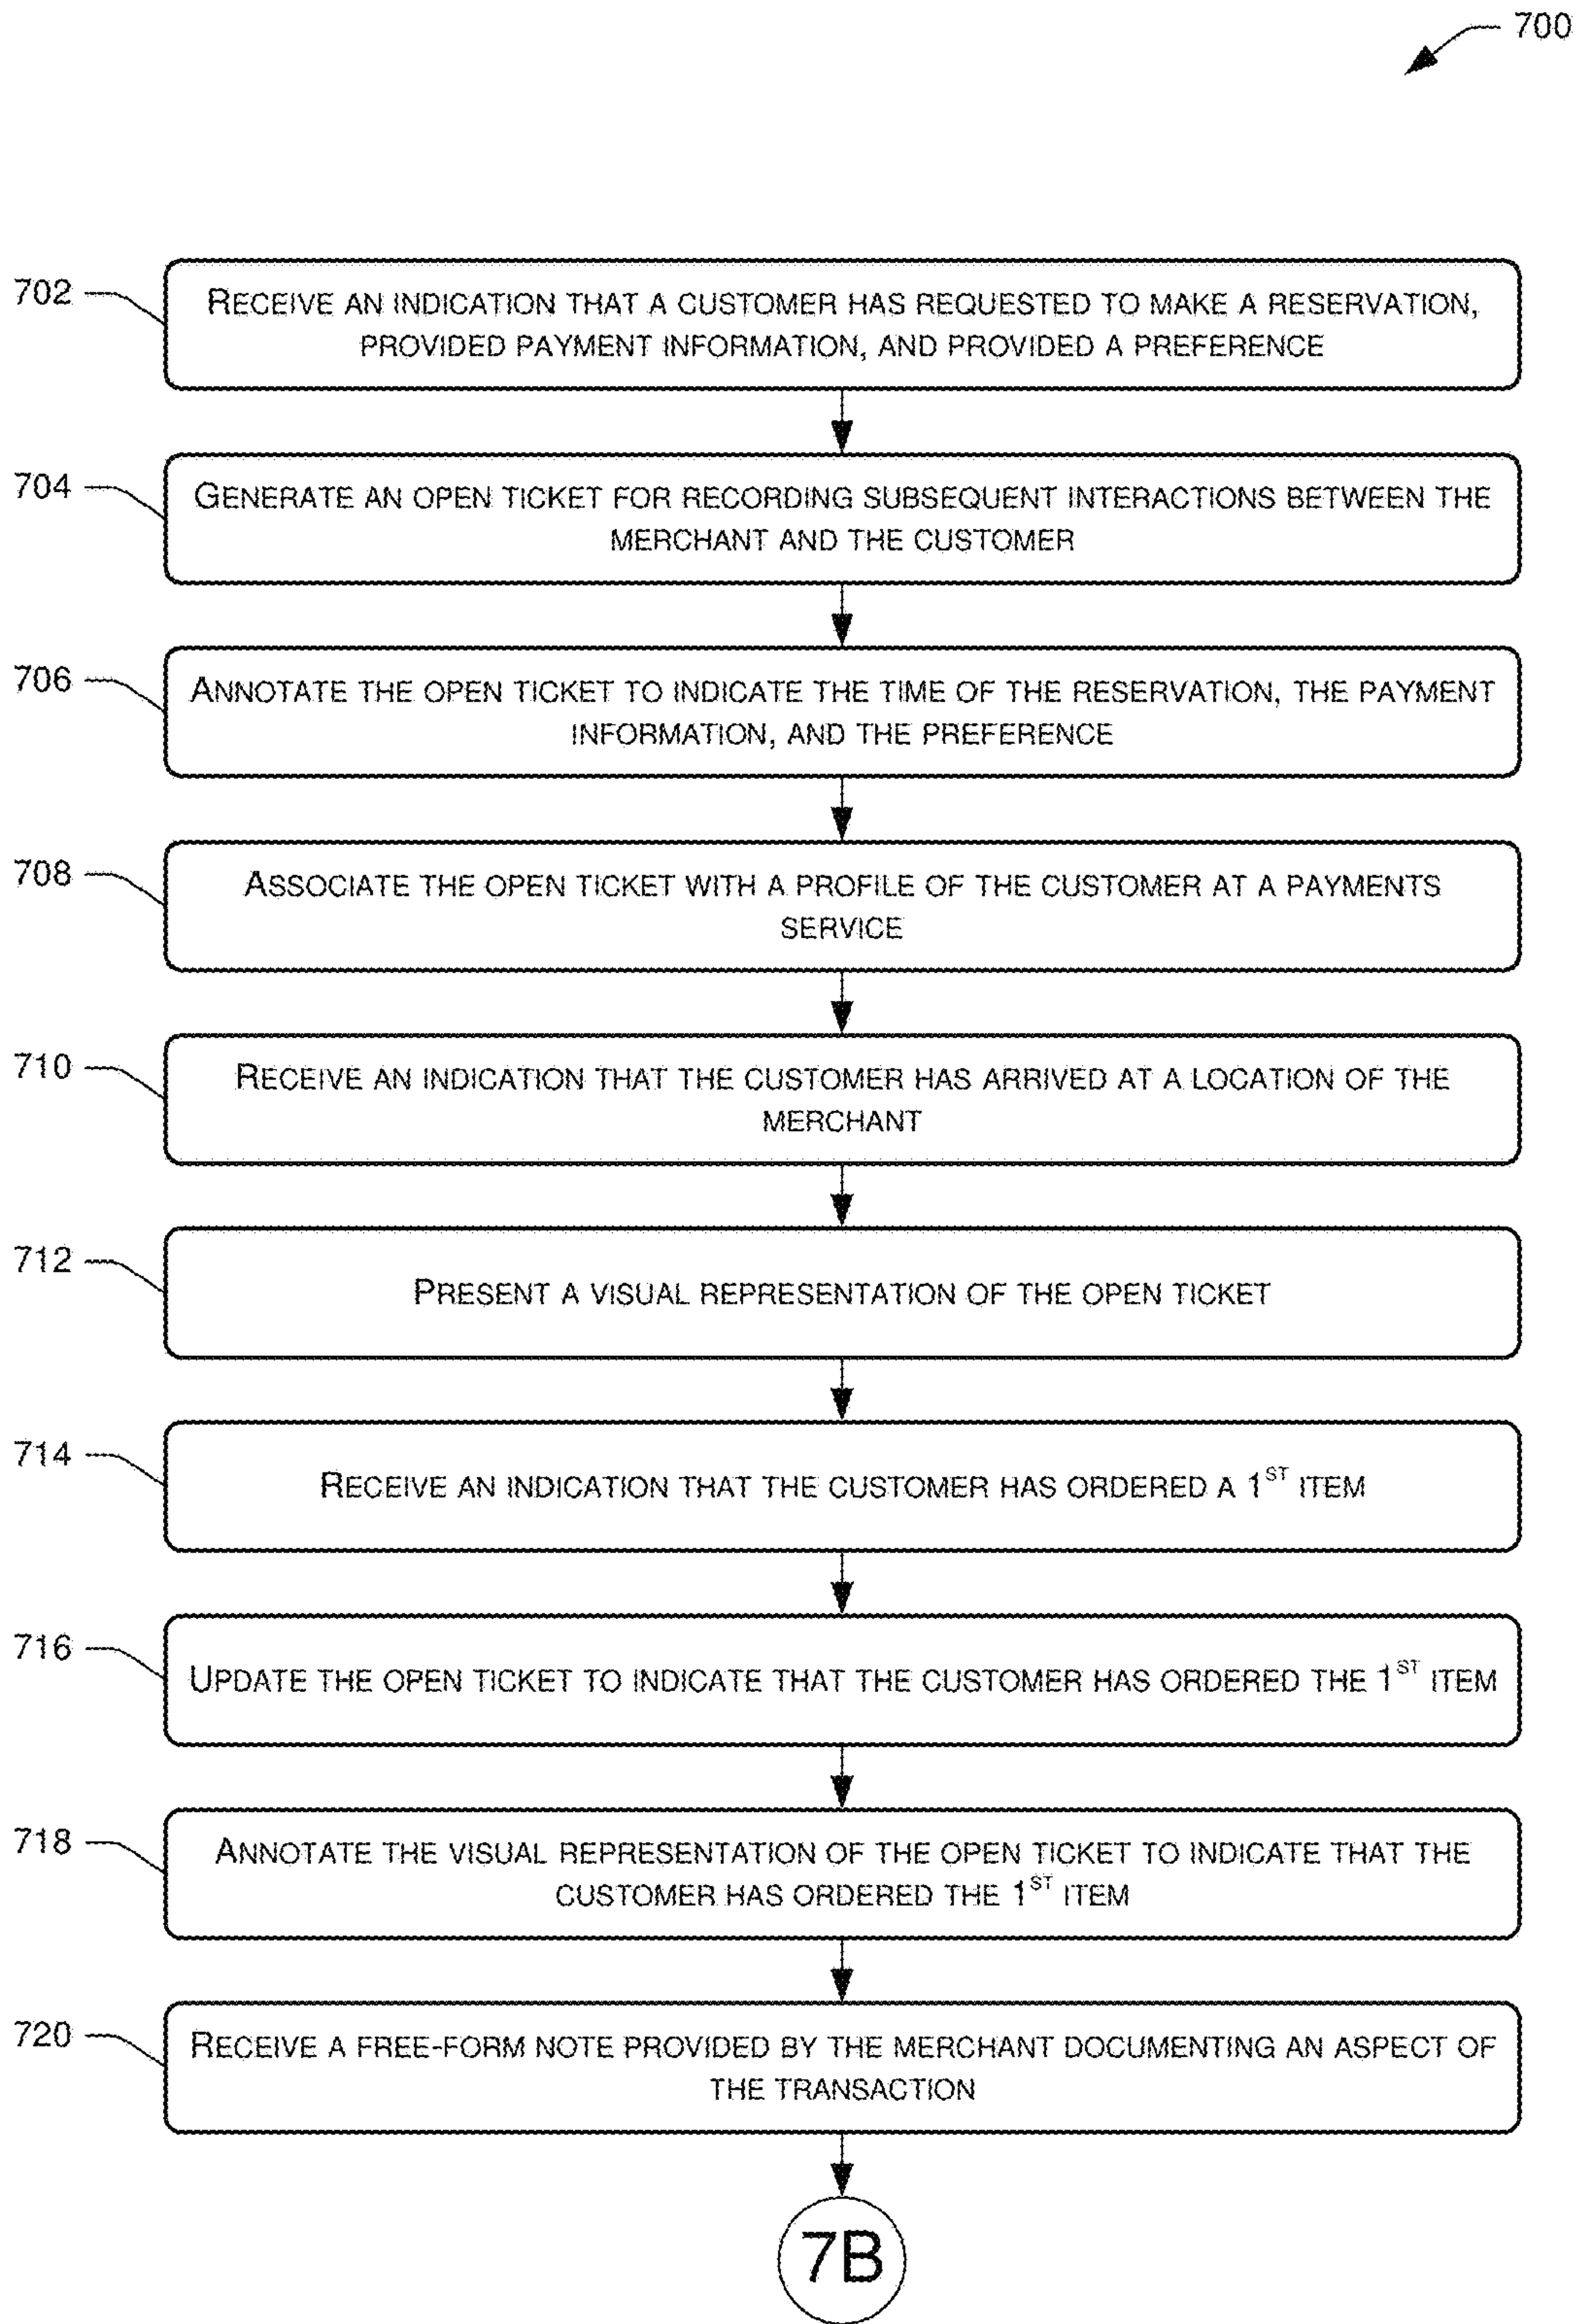 700
702
RECEIVE AN INDICATION THAT A CUSTOMER HAS REQUESTED TO MAKE A RESERVATION,
PROVIDED PAYMENT INFORMATION, AND PROVIDED A PREFERENCE
704
GENERATE AN OPEN TICKET FOR RECORDING SUBSEQUENT INTERACTIONS BETWEEN THE
MERCHANT AND THE CUSTOMER
706
ANNOTATE THE OPEN TICKET TO INDICATE THE TIME OF THE RESERVATION, THE PAYMENT
INFORMATION, AND THE PREFERENCE
708
ASSOCIATE THE OPEN TICKET WITH A PROFILE OF THE CUSTOMER AT A PAYMENTS
SERVICE
710
RECEIVE AN INDICATION THAT THE CUSTOMER HAS ARRIVED AT A LOCATION OF THE
MERCHANT
712
PRESENT A VISUAL REPRESENTATION OF THE OPEN TICKET
714
RECEIVE AN INDICATION THAT THE CUSTOMER HAS ORDERED A 1ST ITEM
716
UPDATE THE OPEN TICKET TO INDICATE THAT THE CUSTOMER HAS ORDERED THE 1ST ITEM
718
ANNOTATE THE VISUAL REPRESENTATION OF THE OPEN TICKET TO INDICATE THAT THE
CUSTOMER HAS ORDERED THE 1ST ITEM
720
RECEIVE A FREE-FORM NOTE PROVIDED BY THE MERCHANT DOCUMENTING AN ASPECT OF
THE TRANSACTION
7B